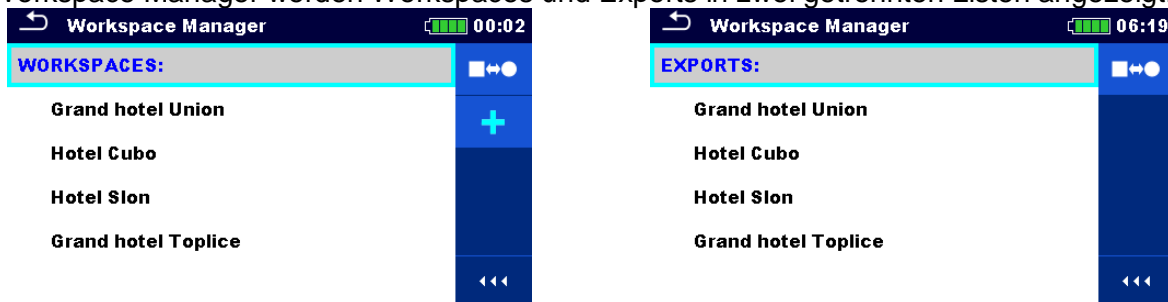 Workspace Manager werden Workspaces und Exports in zwei getrennten Listen angezeigt.
Workspace Manager 00:02
WORKSPACES:
Grand hotel Union
Hotel Cubo
Hotel Slon
Grand hotel Toplice
Workspace Manager 06:19
EXPORTS:
Grand hotel Union
Hotel Cubo
Hotel Slon
Grand hotel Toplice